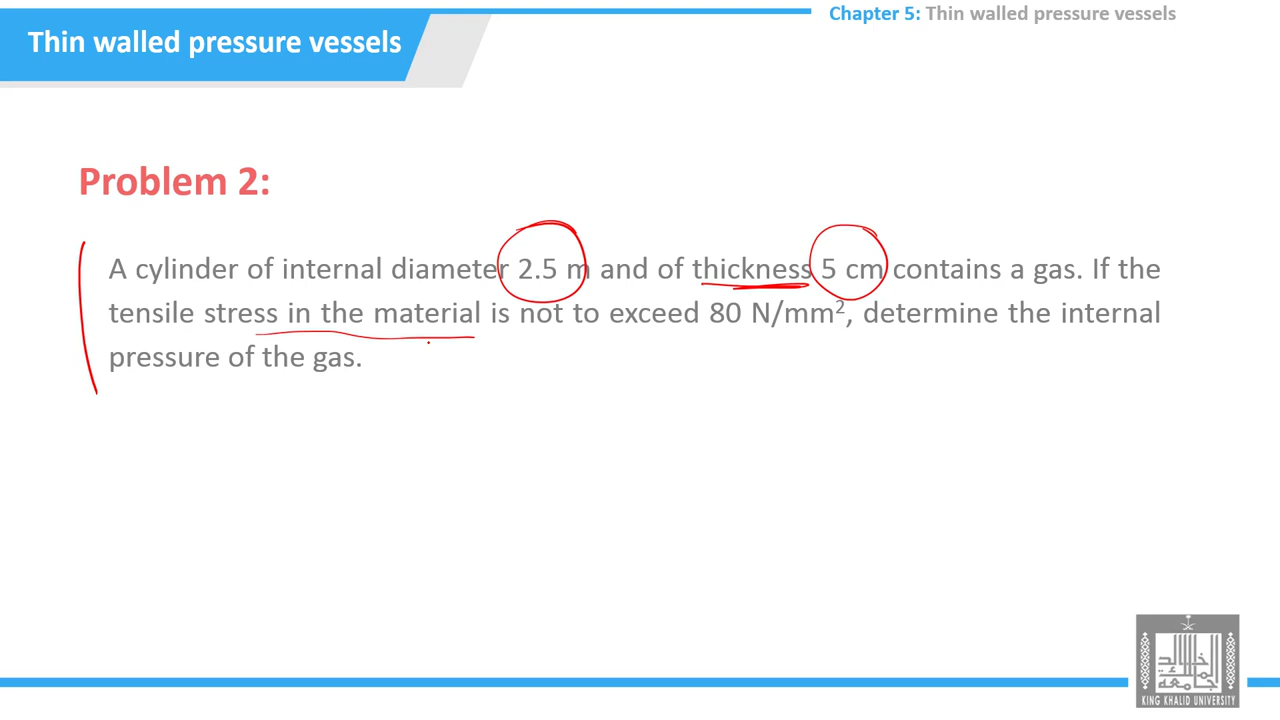 Chapter 5: Thin walled pressure vessels
Thin walled pressure vessels
Problem 2:
A cylinder of internal diameter 2.5 m and of thickness 5 cm contains a gas. If the
tensile stress in the material is not to exceed 80 N/mm², determine the internal
pressure of the gas.
KING KHALID UNIVERSITY